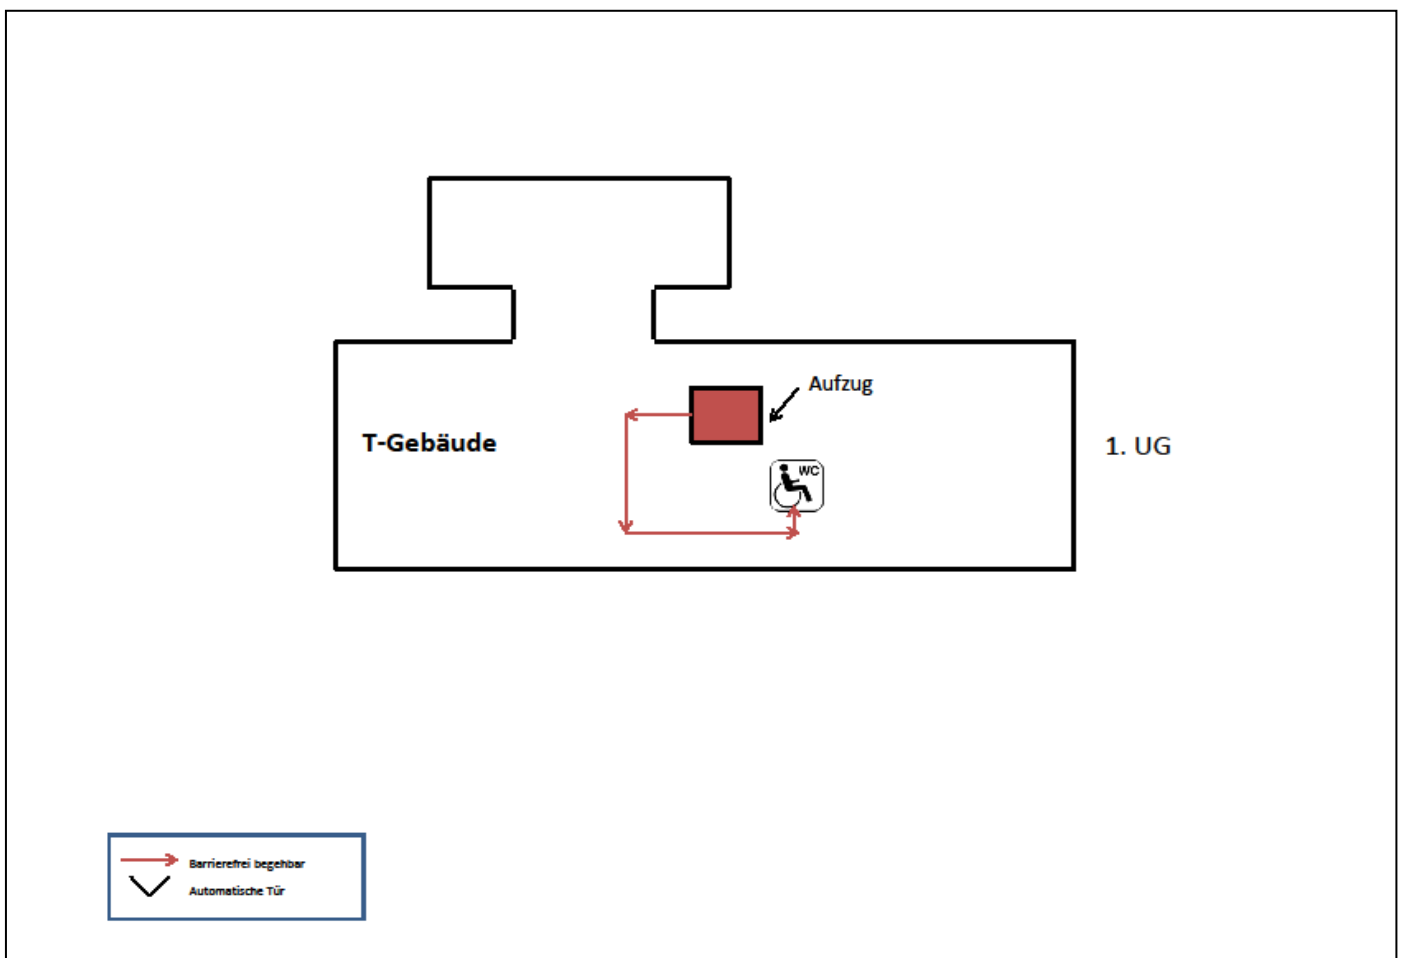 Aufzug
T-Gebäude
1. UG
WC
Barrierefrei begehbar
Automatische Tür